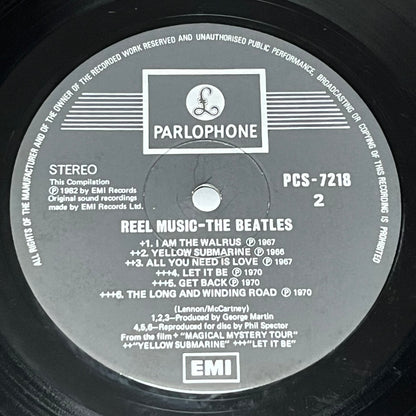 ALL RIGHTS OF THE MANUFACTURER AND OF THE OWNER OF THE RECORDED WORK RESERVED AND UNAUTHORISED PUBLIC PERFORMANCE, BROADCASTING OR COPYING OF THIS RECORDING IS PROHIBITED
£
PARLOPHONE
STEREO
This Compilation
℗ 1982 by EMI Records
Original sound recordings
made by EMI Records Ltd.
PCS-7218
2
REEL MUSIC-THE BEATLES
+1. I AM THE WALRUS ℗ 1967
++2. YELLOW SUBMARINE ℗ 1966
++3. ALL YOU NEED IS LOVE ℗ 1967
+++4. LET IT BE ℗ 1970
+++5. GET BACK ℗ 1970
+++6. THE LONG AND WINDING ROAD ℗ 1970
(Lennon/McCartney)
1,2,3-Produced by George Martin
4,5,6-Reproduced for disc by Phil Spector
From the film + "MAGICAL MYSTERY TOUR"
++"YELLOW SUBMARINE" +++"LET IT BE"
EMI